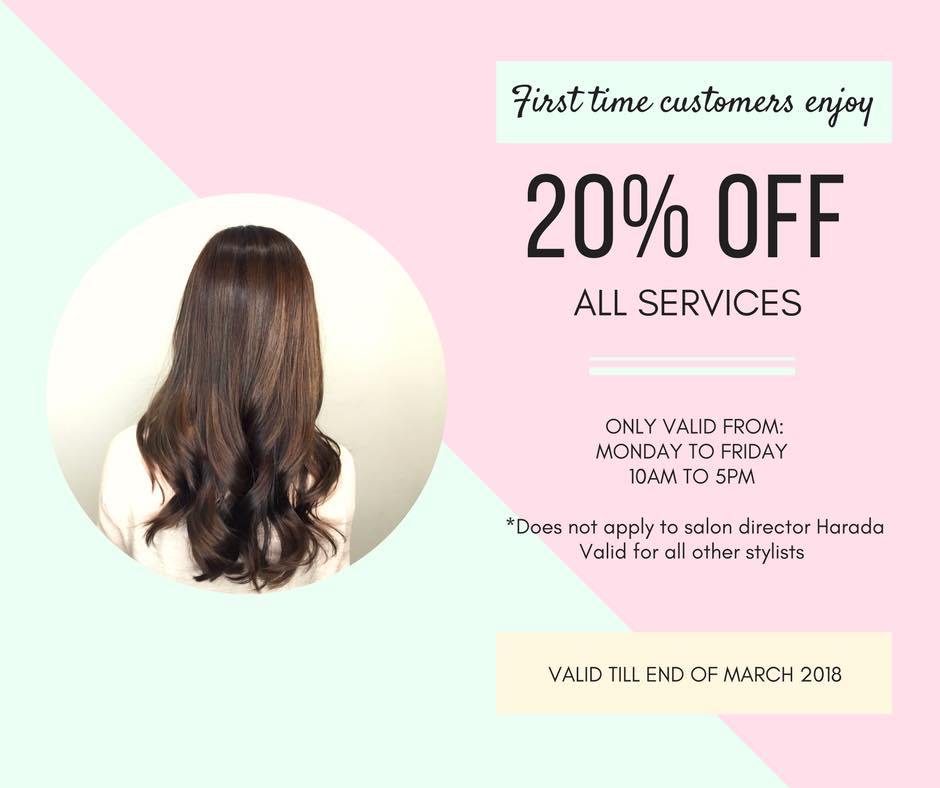 First time customers enjoy
20% OFF
ALL SERVICES
ONLY VALID FROM:
MONDAY TO FRIDAY
10AM TO 5PM
*Does not apply to salon director Harada
Valid for all other stylists
VALID TILL END OF MARCH 2018